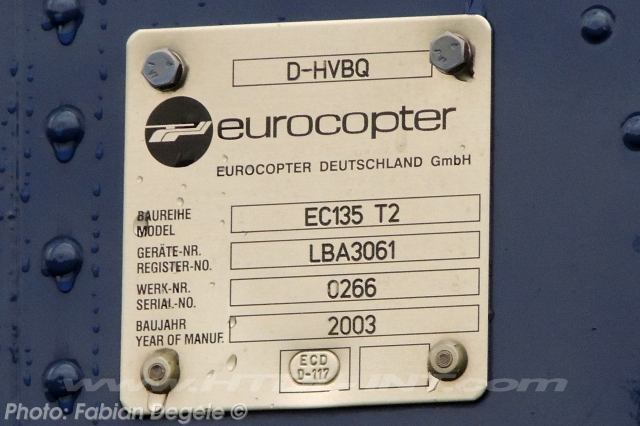 D-HVBQ
eurocopter
EUROCOPTER DEUTSCHLAND GmbH
BAUREIHE
MODEL
EC135 T2
GERÄTE-NR.
REGISTER-NO.
LBA3061
WERK-NR.
SERIAL-NO.
0266
BAUJAHR
YEAR OF MANUF.
2003
ECD
D-117
Photo: Fabian Degele ©